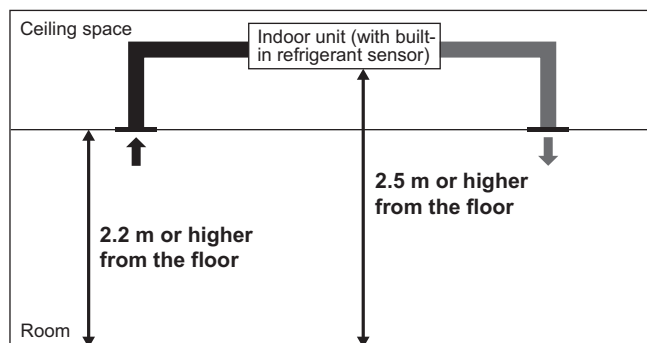 Ceiling space
Indoor unit (with built-
in refrigerant sensor)
2.5 m or higher
from the floor
2.2 m or higher
from the floor
Room